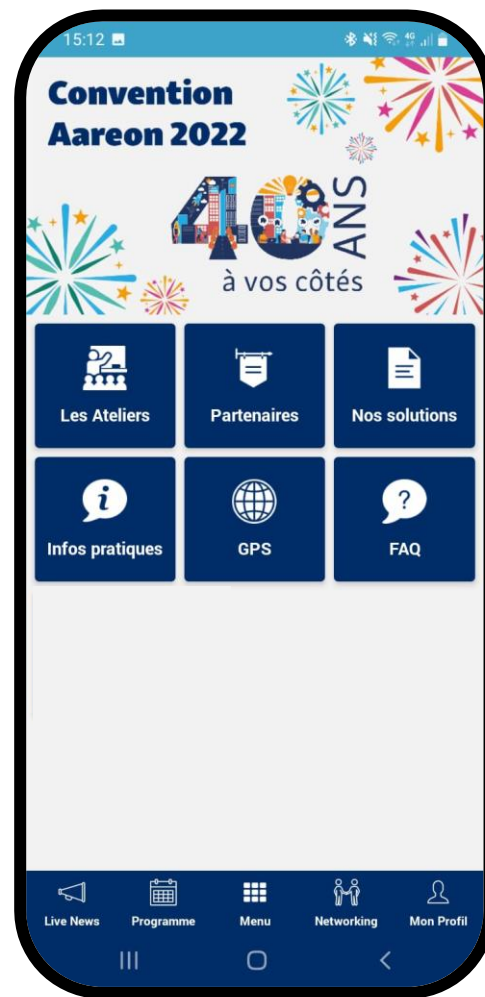 15:12
4G
Convention
Aareon 2022
40 ANS
à vos côtés
Les Ateliers
Partenaires
Nos solutions
Infos pratiques
GPS
FAQ
Live News
Programme
Menu
Networking
Mon Profil